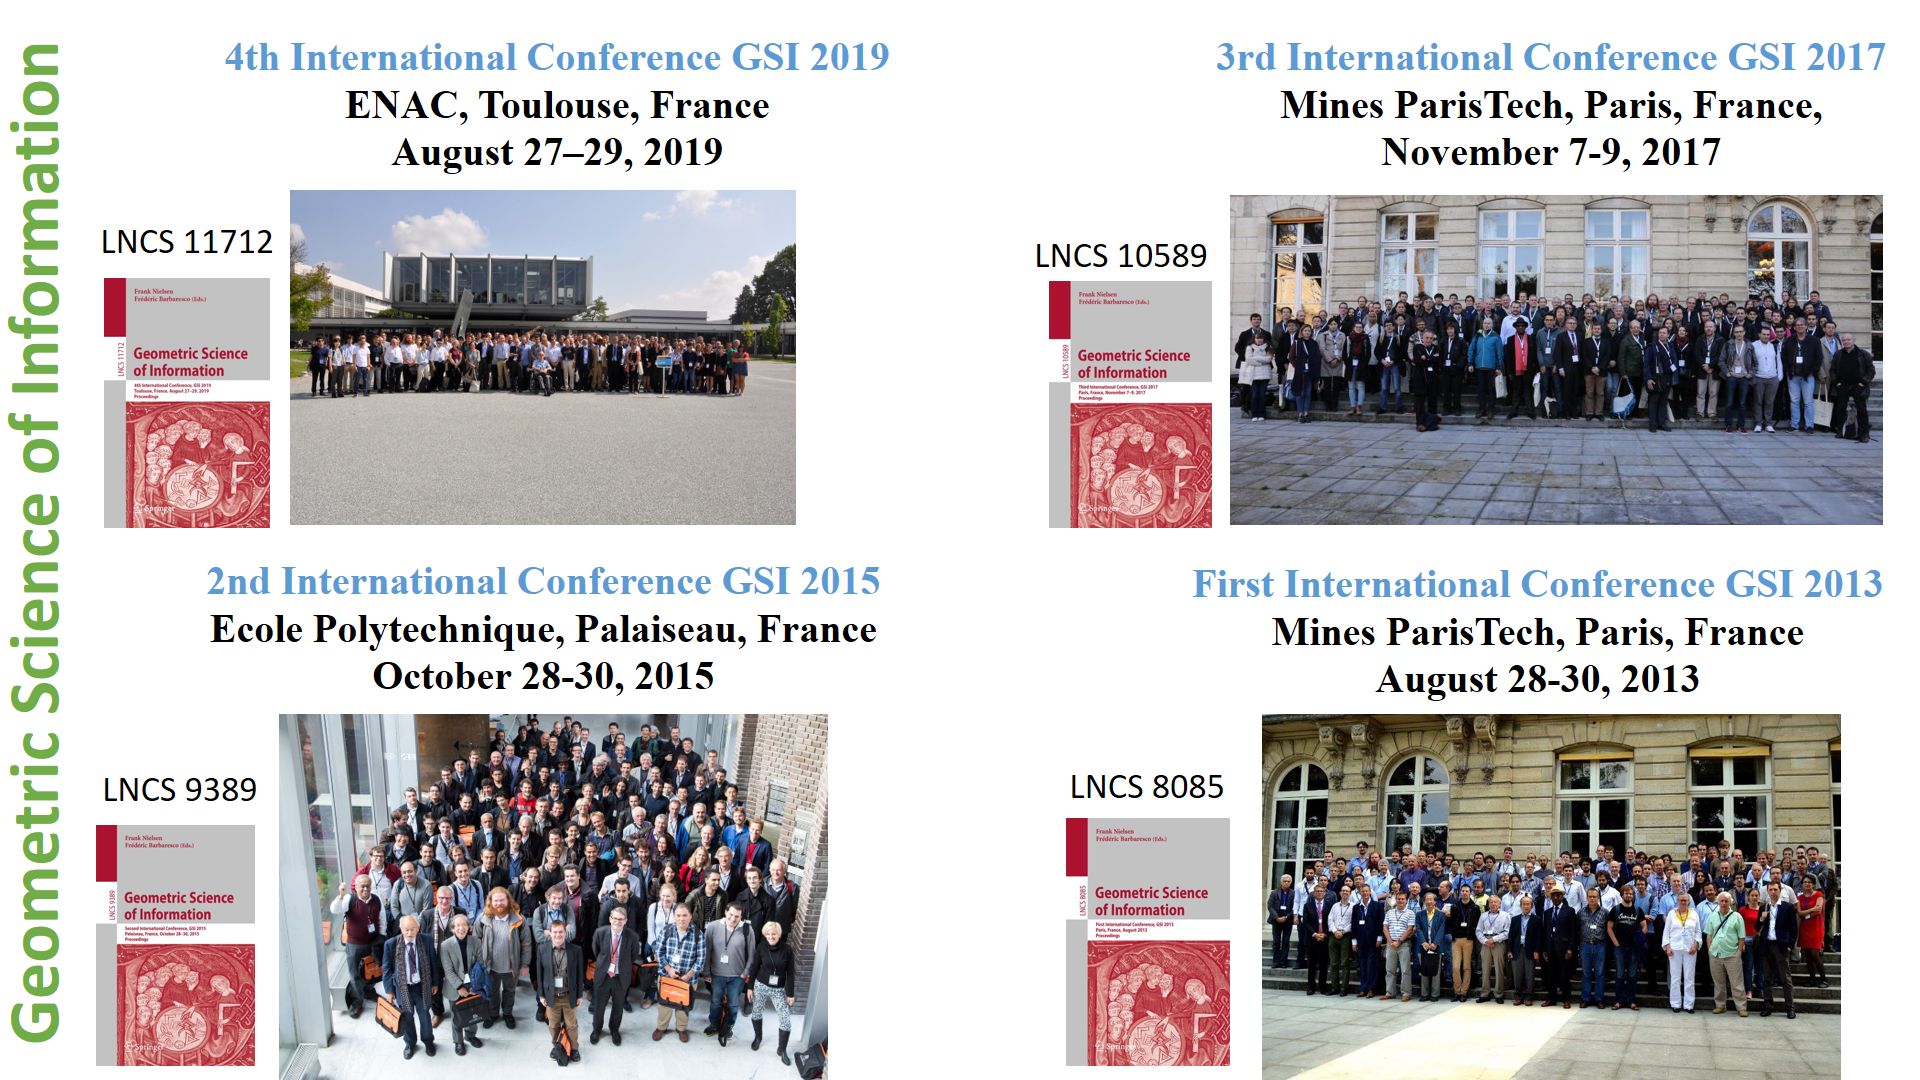 Geometric Science of Information
4th International Conference GSI 2019
ENAC, Toulouse, France
August 27–29, 2019
LNCS 11712
Frank Nielsen
Frédéric Barbaresco (Eds.)
LNCS 11712
Geometric Science
of Information
4th International Conference, GSI 2019
Toulouse, France, August 27–29, 2019
Proceedings
Springer
3rd International Conference GSI 2017
Mines ParisTech, Paris, France,
November 7-9, 2017
LNCS 10589
Frank Nielsen
Frédéric Barbaresco (Eds.)
LNCS 10589
Geometric Science
of Information
Third International Conference, GSI 2017
Paris, France, November 7–9, 2017
Proceedings
Springer
2nd International Conference GSI 2015
Ecole Polytechnique, Palaiseau, France
October 28-30, 2015
LNCS 9389
Frank Nielsen
Frédéric Barbaresco (Eds.)
LNCS 9389
Geometric Science
of Information
Second International Conference, GSI 2015
Palaiseau, France, October 28–30, 2015
Proceedings
Springer
First International Conference GSI 2013
Mines ParisTech, Paris, France
August 28-30, 2013
LNCS 8085
Frank Nielsen
Frédéric Barbaresco (Eds.)
LNCS 8085
Geometric Science
of Information
First International Conference, GSI 2013
Paris, France, August 2013
Proceedings
Springer